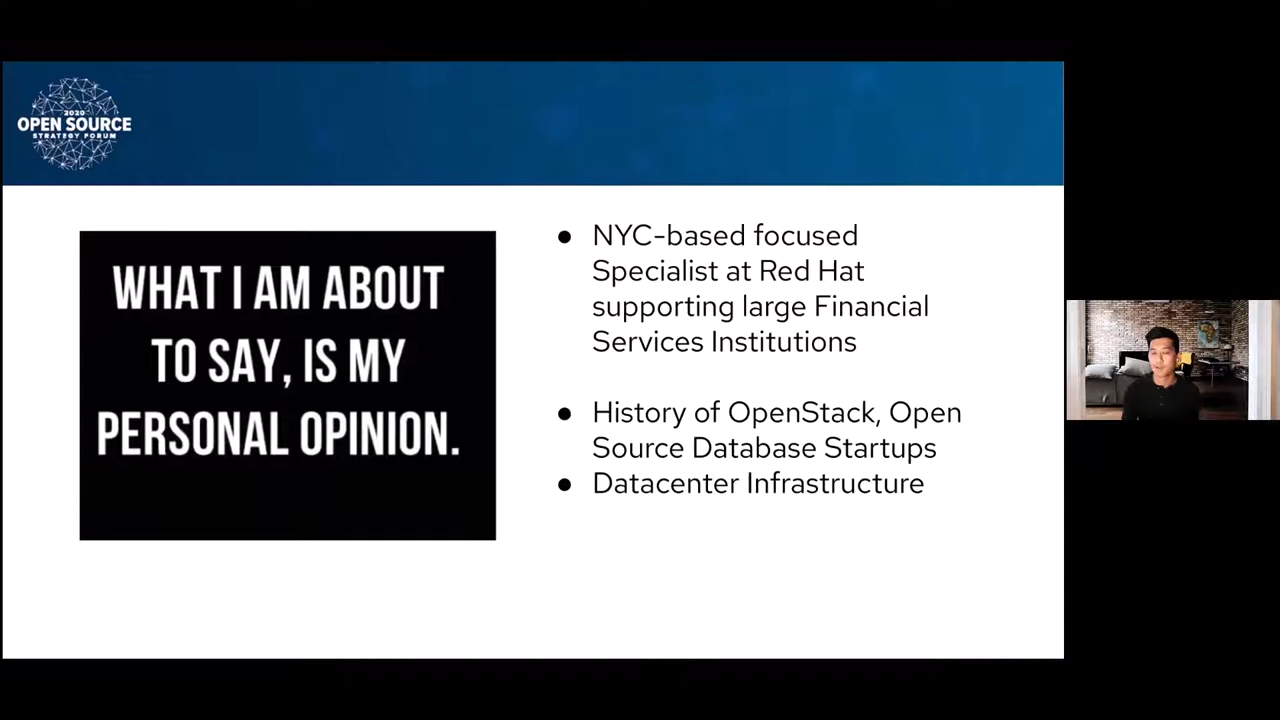 2020
OPEN SOURCE
STRATEGY FORUM
WHAT I AM ABOUT
TO SAY, IS MY
PERSONAL OPINION.
● NYC-based focused
Specialist at Red Hat
supporting large Financial
Services Institutions
● History of OpenStack, Open
Source Database Startups
● Datacenter Infrastructure